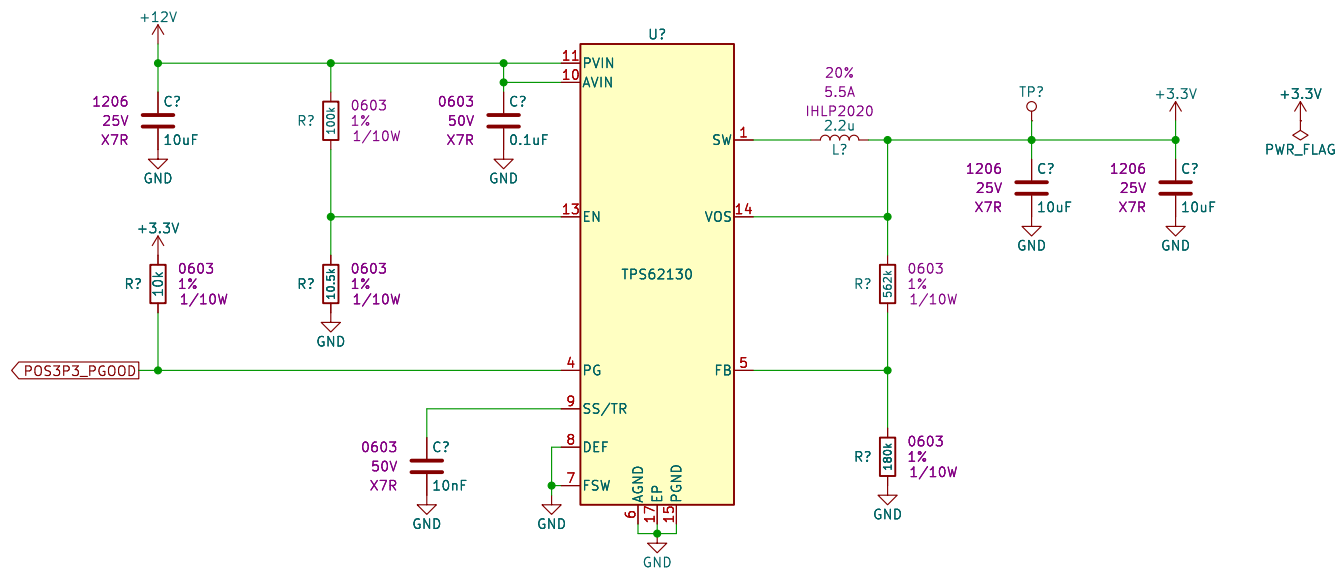 +12V
U?
11 PVIN
10 AVIN
1206
25V
X7R
C?
10uF
GND
R?
100k
0603
1%
1/10W
0603
50V
X7R
C?
0.1uF
GND
SW 1
20%
5.5A
IHLP2020
2.2u
L?
TP?
+3.3V
+3.3V
PWR_FLAG
1206
25V
X7R
C?
10uF
GND
1206
25V
X7R
C?
10uF
GND
13 EN
VOS 14
TPS62130
+3.3V
R?
10k
0603
1%
1/10W
R?
10.5k
0603
1%
1/10W
GND
R?
562k
0603
1%
1/10W
POS3P3_PGOOD
4 PG
FB 5
9 SS/TR
8 DEF
7 FSW
0603
50V
X7R
C?
10nF
GND
GND
AGND
EP
PGND
6
17
15
GND
R?
180k
0603
1%
1/10W
GND